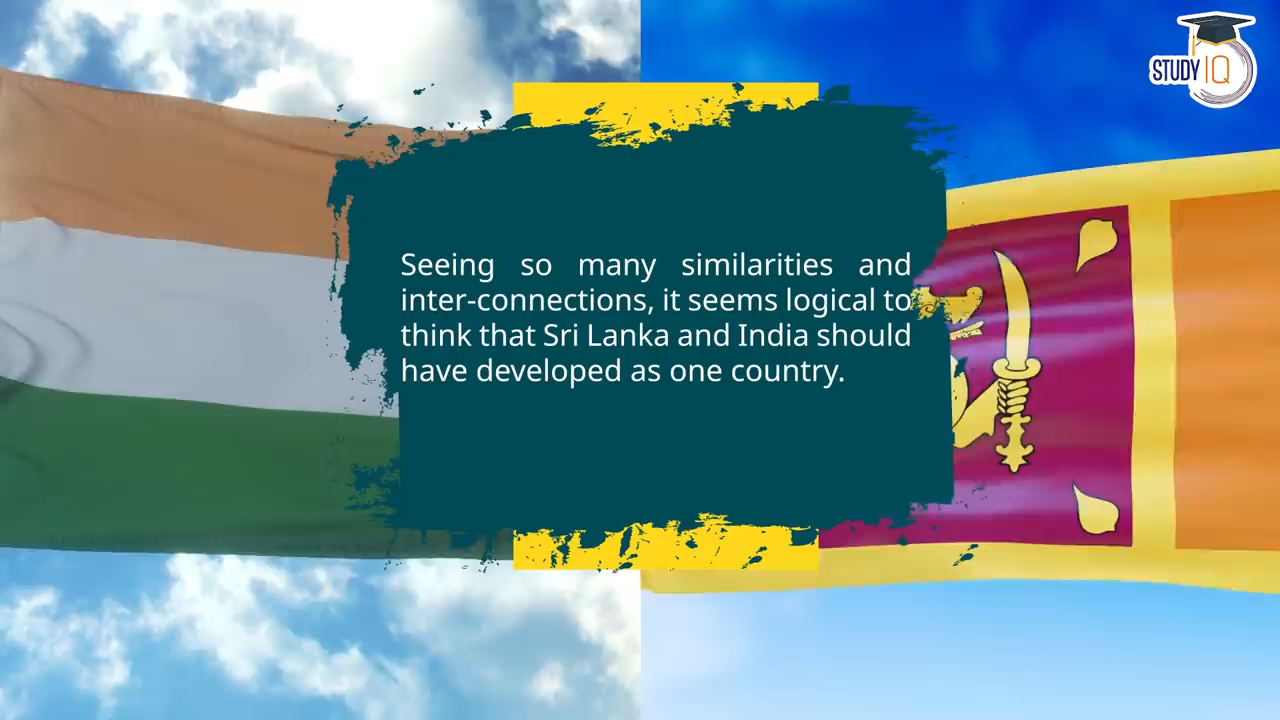 STUDY IQ
Seeing so many similarities and
inter-connections, it seems logical to
think that Sri Lanka and India should
have developed as one country.